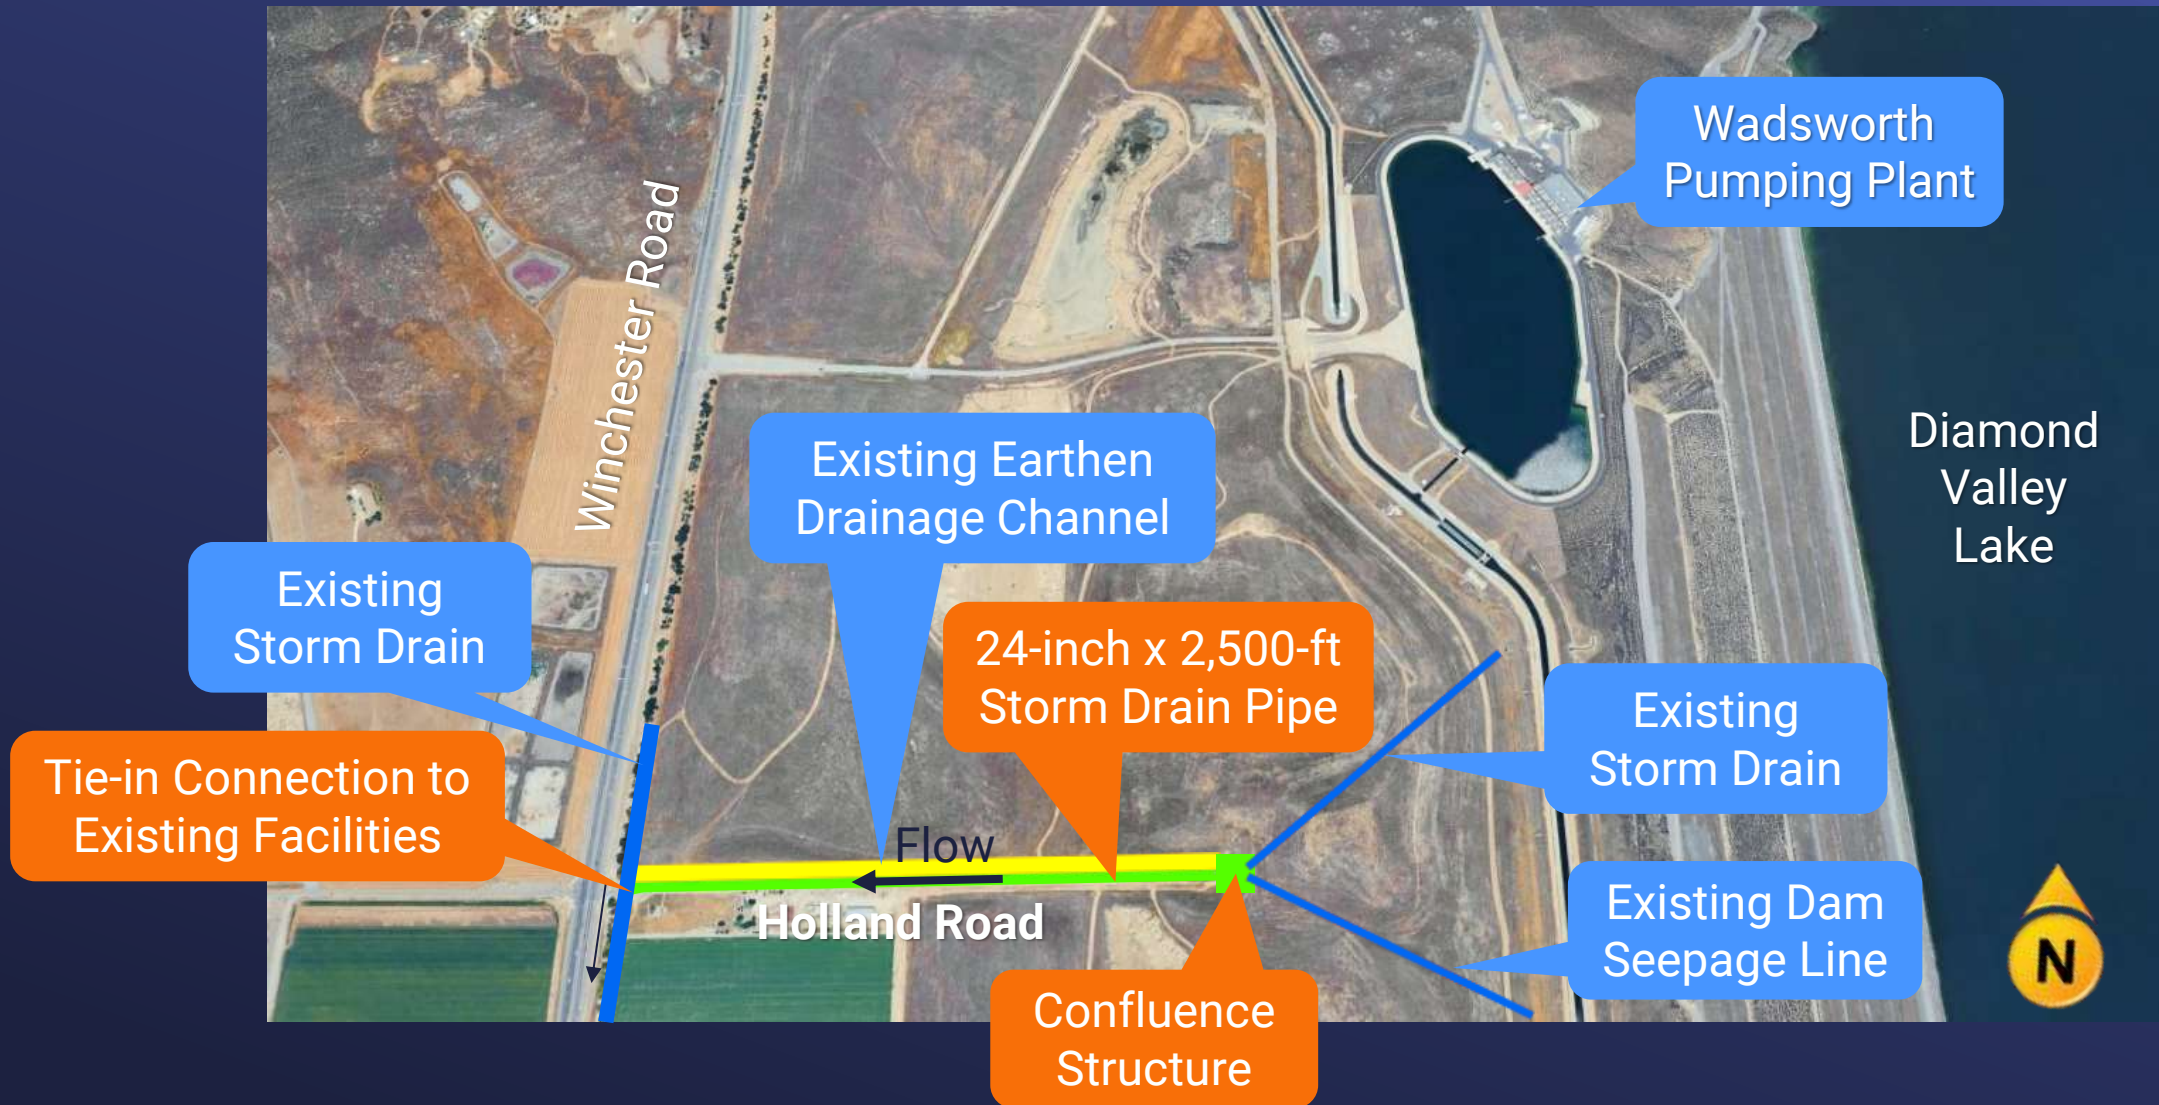 Wadsworth
Pumping Plant
Winchester Road
Diamond
Valley
Lake
Existing Earthen
Drainage Channel
Existing
Storm Drain
24-inch x 2,500-ft
Storm Drain Pipe
Existing
Storm Drain
Tie-in Connection to
Existing Facilities
Flow
Holland Road
Existing Dam
Seepage Line
N
Confluence
Structure